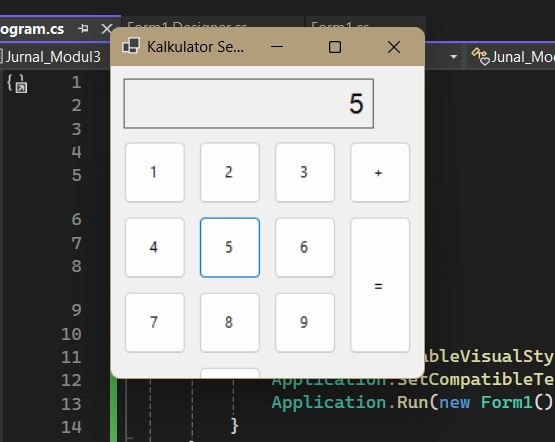 ogram.cs Form1.Designer.cs Form1.cs
Kalkulator Se...
Jurnal_Modul3 Junal_Mo
5
1 2 3 +
4 5 6
=
7 8 9
1
2
3
4
5
6
7
8
9
10
11 ableVisualSty
12 Application.SetCompatibleTe
13 Application.Run(new Form1()
14 }